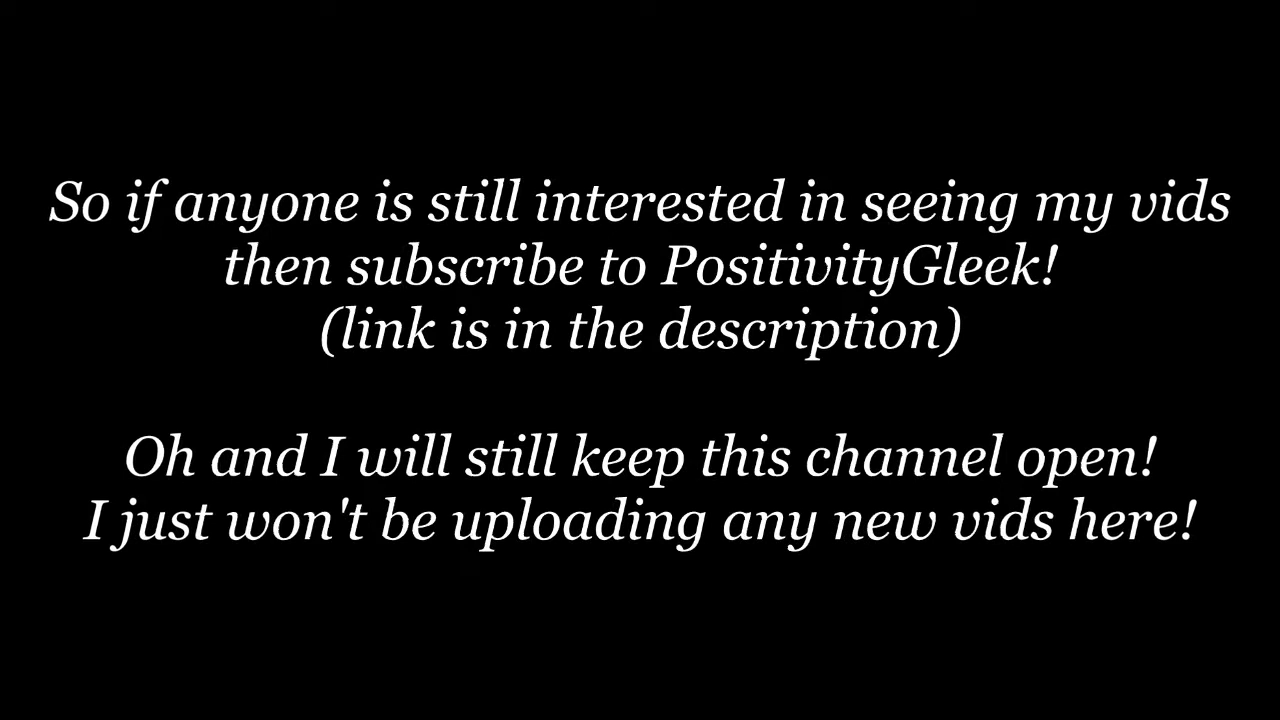 So if anyone is still interested in seeing my vids
then subscribe to PositivityGleek!
(link is in the description)
Oh and I will still keep this channel open!
I just won't be uploading any new vids here!